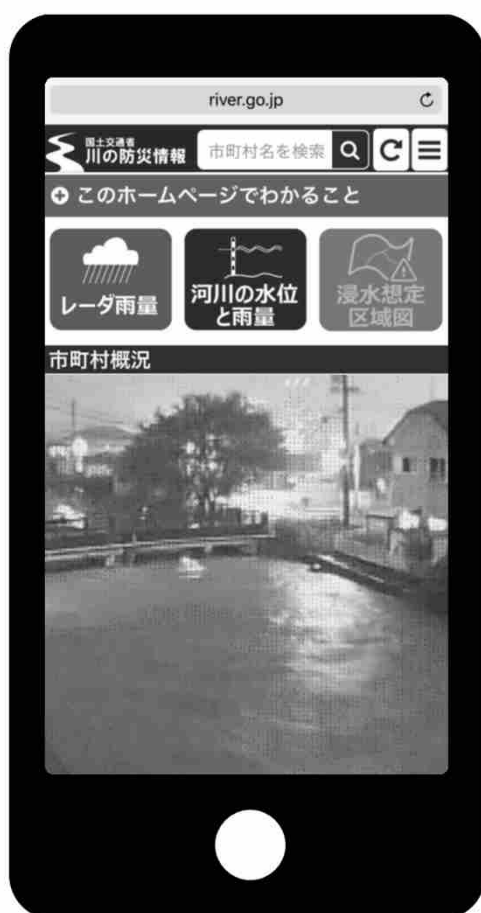 river.go.jp
国土交通省
川の防災情報
市町村名を検索
このホームページでわかること
レーダ雨量
河川の水位
と雨量
浸水想定
区域図
市町村概況